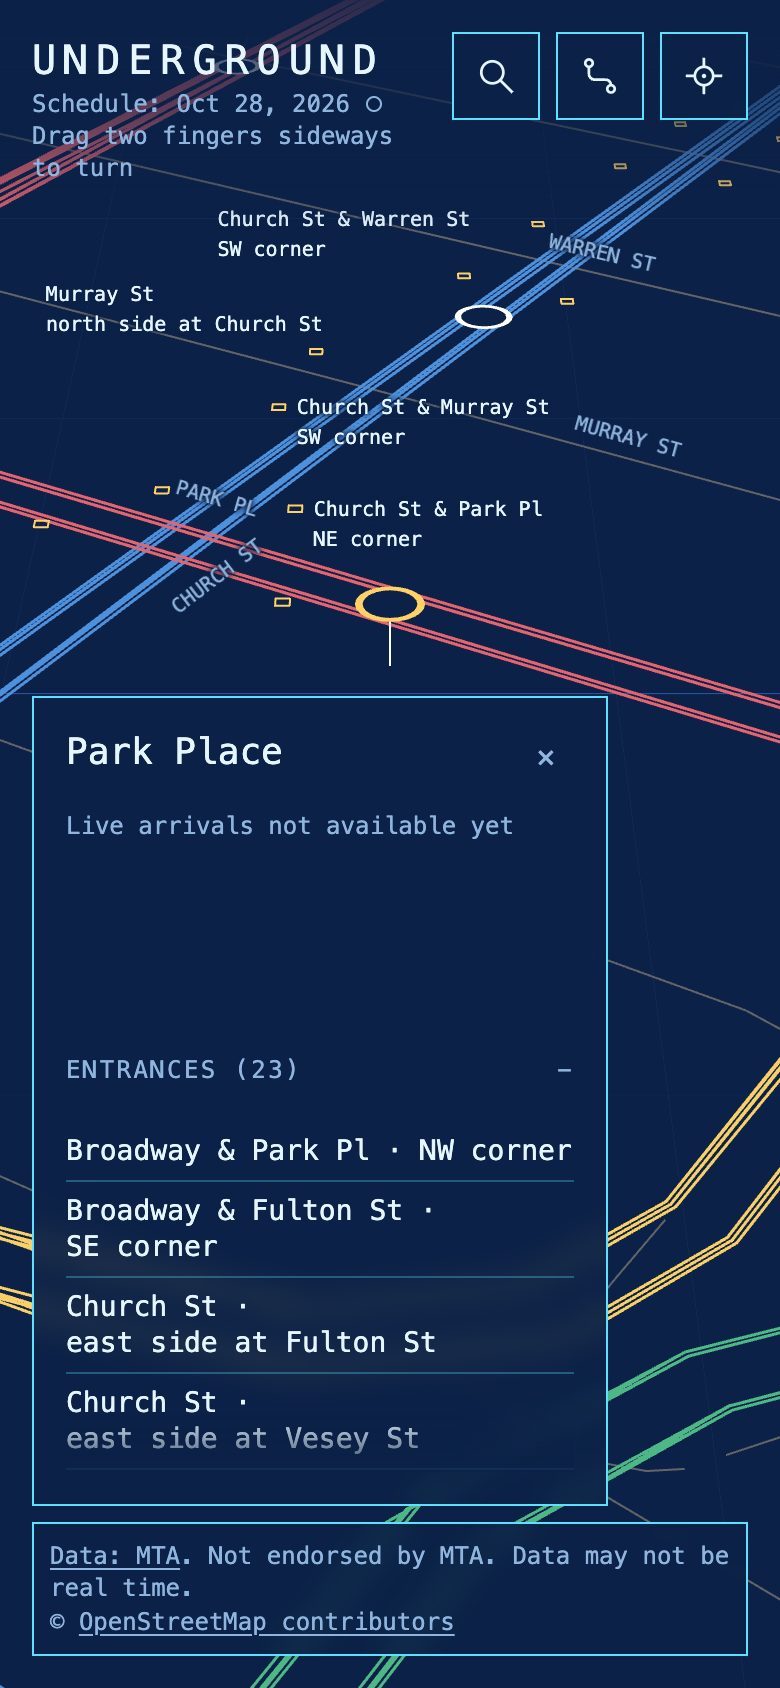 UNDERGROUND
Schedule: Oct 28, 2026
Drag two fingers sideways
to turn
Church St & Warren St
SW corner
WARREN ST
Murray St
north side at Church St
Church St & Murray St
SW corner
MURRAY ST
PARK PL
Church St & Park Pl
NE corner
CHURCH ST
Park Place
×
Live arrivals not available yet
ENTRANCES (23) −
Broadway & Park Pl · NW corner
Broadway & Fulton St ·
SE corner
Church St ·
east side at Fulton St
Church St ·
east side at Vesey St
Data: MTA. Not endorsed by MTA. Data may not be
real time.
© OpenStreetMap contributors